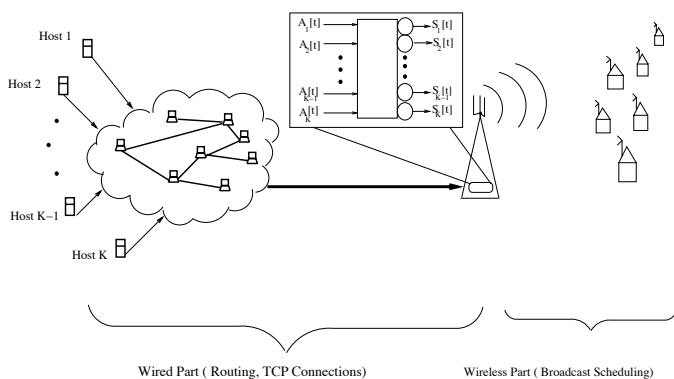 Host 1
Host 2
Host K−1
Host K
A1[t]
A2[t]
AK−1[t]
AK[t]
S1[t]
S2[t]
SK−1[t]
SK[t]
Wired Part ( Routing, TCP Connections)
Wireless Part ( Broadcast Scheduling)